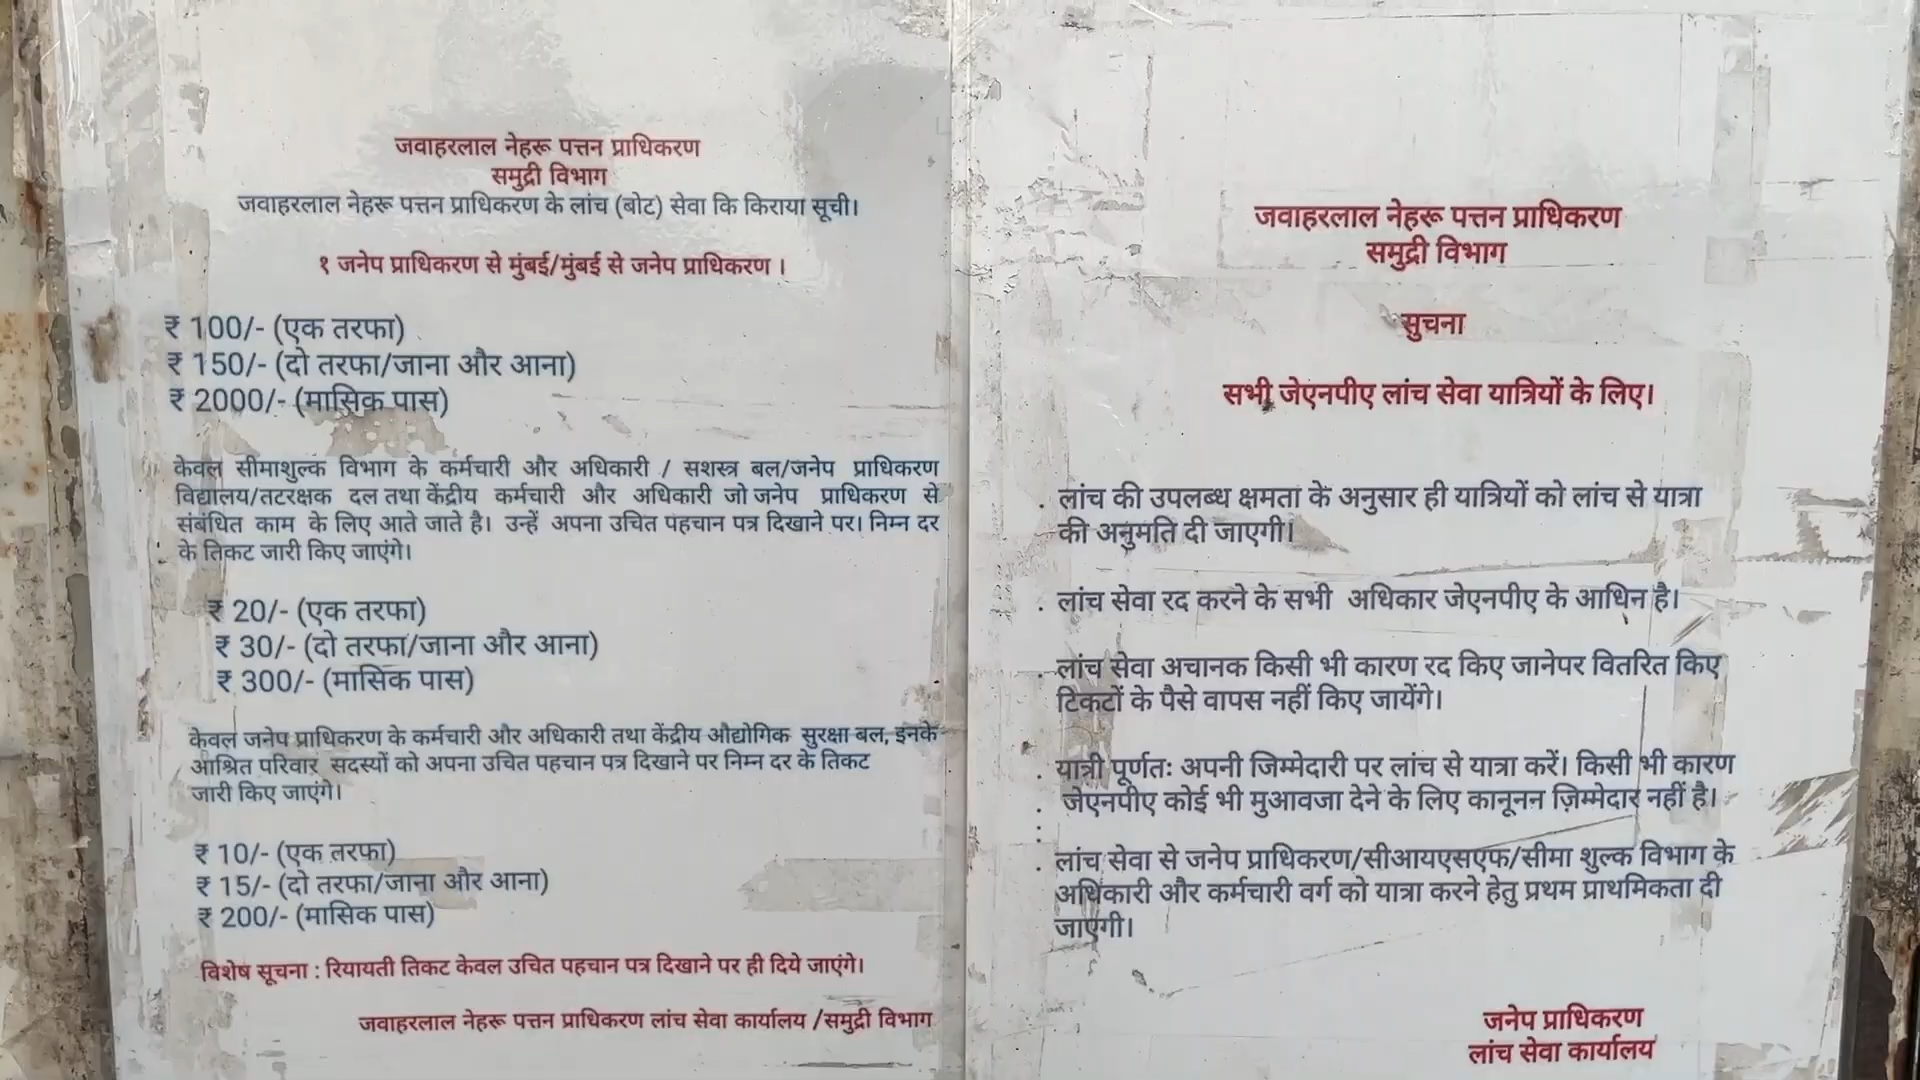 जवाहरलाल नेहरू पत्तन प्राधिकरण
समुद्री विभाग
जवाहरलाल नेहरू पत्तन प्राधिकरण के लांच (बोट) सेवा कि किराया सूची।
१ जनेप प्राधिकरण से मुंबई/मुंबई से जनेप प्राधिकरण ।
₹ 100/- (एक तरफा)
₹ 150/- (दो तरफा/जाना और आना)
₹ 2000/- (मासिक पास)
केवल सीमाशुल्क विभाग के कर्मचारी और अधिकारी / सशस्त्र बल/जनेप प्राधिकरण
विद्यालय/तटरक्षक दल तथा केंद्रीय कर्मचारी और अधिकारी जो जनेप प्राधिकरण से
संबंधित काम के लिए आते जाते है। उन्हें अपना उचित पहचान पत्र दिखाने पर। निम्न दर
के तिकट जारी किए जाएंगे।
₹ 20/- (एक तरफा)
₹ 30/- (दो तरफा/जाना और आना)
₹ 300/- (मासिक पास)
केवल जनेप प्राधिकरण के कर्मचारी और अधिकारी तथा केंद्रीय औद्योगिक सुरक्षा बल, इनके
आश्रित परिवार सदस्यों को अपना उचित पहचान पत्र दिखाने पर निम्न दर के तिकट
जारी किए जाएंगे।
₹ 10/- (एक तरफा)
₹ 15/- (दो तरफा/जाना और आना)
₹ 200/- (मासिक पास)
विशेष सूचना : रियायती तिकट केवल उचित पहचान पत्र दिखाने पर ही दिये जाएंगे।
जवाहरलाल नेहरू पत्तन प्राधिकरण लांच सेवा कार्यालय /समुद्री विभाग
जवाहरलाल नेहरू पत्तन प्राधिकरण
समुद्री विभाग
सुचना
सभी जेएनपीए लांच सेवा यात्रियों के लिए।
. लांच की उपलब्ध क्षमता के अनुसार ही यात्रियों को लांच से यात्रा
की अनुमति दी जाएगी।
. लांच सेवा रद करने के सभी अधिकार जेएनपीए के आधिन है।
. लांच सेवा अचानक किसी भी कारण रद किए जानेपर वितरित किए
टिकटों के पैसे वापस नहीं किए जायेंगे।
. यात्री पूर्णतः अपनी जिम्मेदारी पर लांच से यात्रा करें। किसी भी कारण
. जेएनपीए कोई भी मुआवजा देने के लिए कानूनन ज़िम्मेदार नहीं है।
. लांच सेवा से जनेप प्राधिकरण/सीआयएसएफ/सीमा शुल्क विभाग के
अधिकारी और कर्मचारी वर्ग को यात्रा करने हेतु प्रथम प्राथमिकता दी
जाएगी।
जनेप प्राधिकरण
लांच सेवा कार्यालय